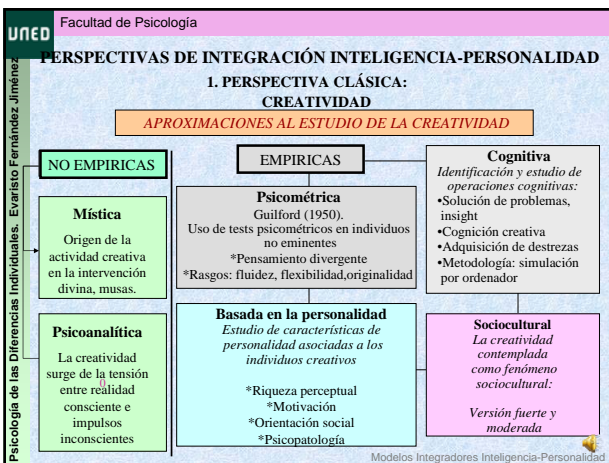 UNED
Facultad de Psicología
Psicología de las Diferencias Individuales. Evaristo Fernández Jiménez
PERSPECTIVAS DE INTEGRACIÓN INTELIGENCIA-PERSONALIDAD
1. PERSPECTIVA CLÁSICA:
CREATIVIDAD
APROXIMACIONES AL ESTUDIO DE LA CREATIVIDAD
NO EMPIRICAS
Mística
Origen de la
actividad creativa
en la intervención
divina, musas.
Psicoanalítica
La creatividad
surge de la tensión
entre realidad
0
consciente e
impulsos
inconscientes
EMPIRICAS
Psicométrica
Guilford (1950).
Uso de tests psicométricos en individuos
no eminentes
*Pensamiento divergente
*Rasgos: fluidez, flexibilidad,originalidad
Basada en la personalidad
Estudio de características de
personalidad asociadas a los
individuos creativos
*Riqueza perceptual
*Motivación
*Orientación social
*Psicopatología
Cognitiva
Identificación y estudio de
operaciones cognitivas:
•Solución de problemas,
insight
•Cognición creativa
•Adquisición de destrezas
•Metodología: simulación
por ordenador
Sociocultural
La creatividad
contemplada
como fenómeno
sociocultural:
Versión fuerte y
moderada
Modelos Integradores Inteligencia-Personalidad